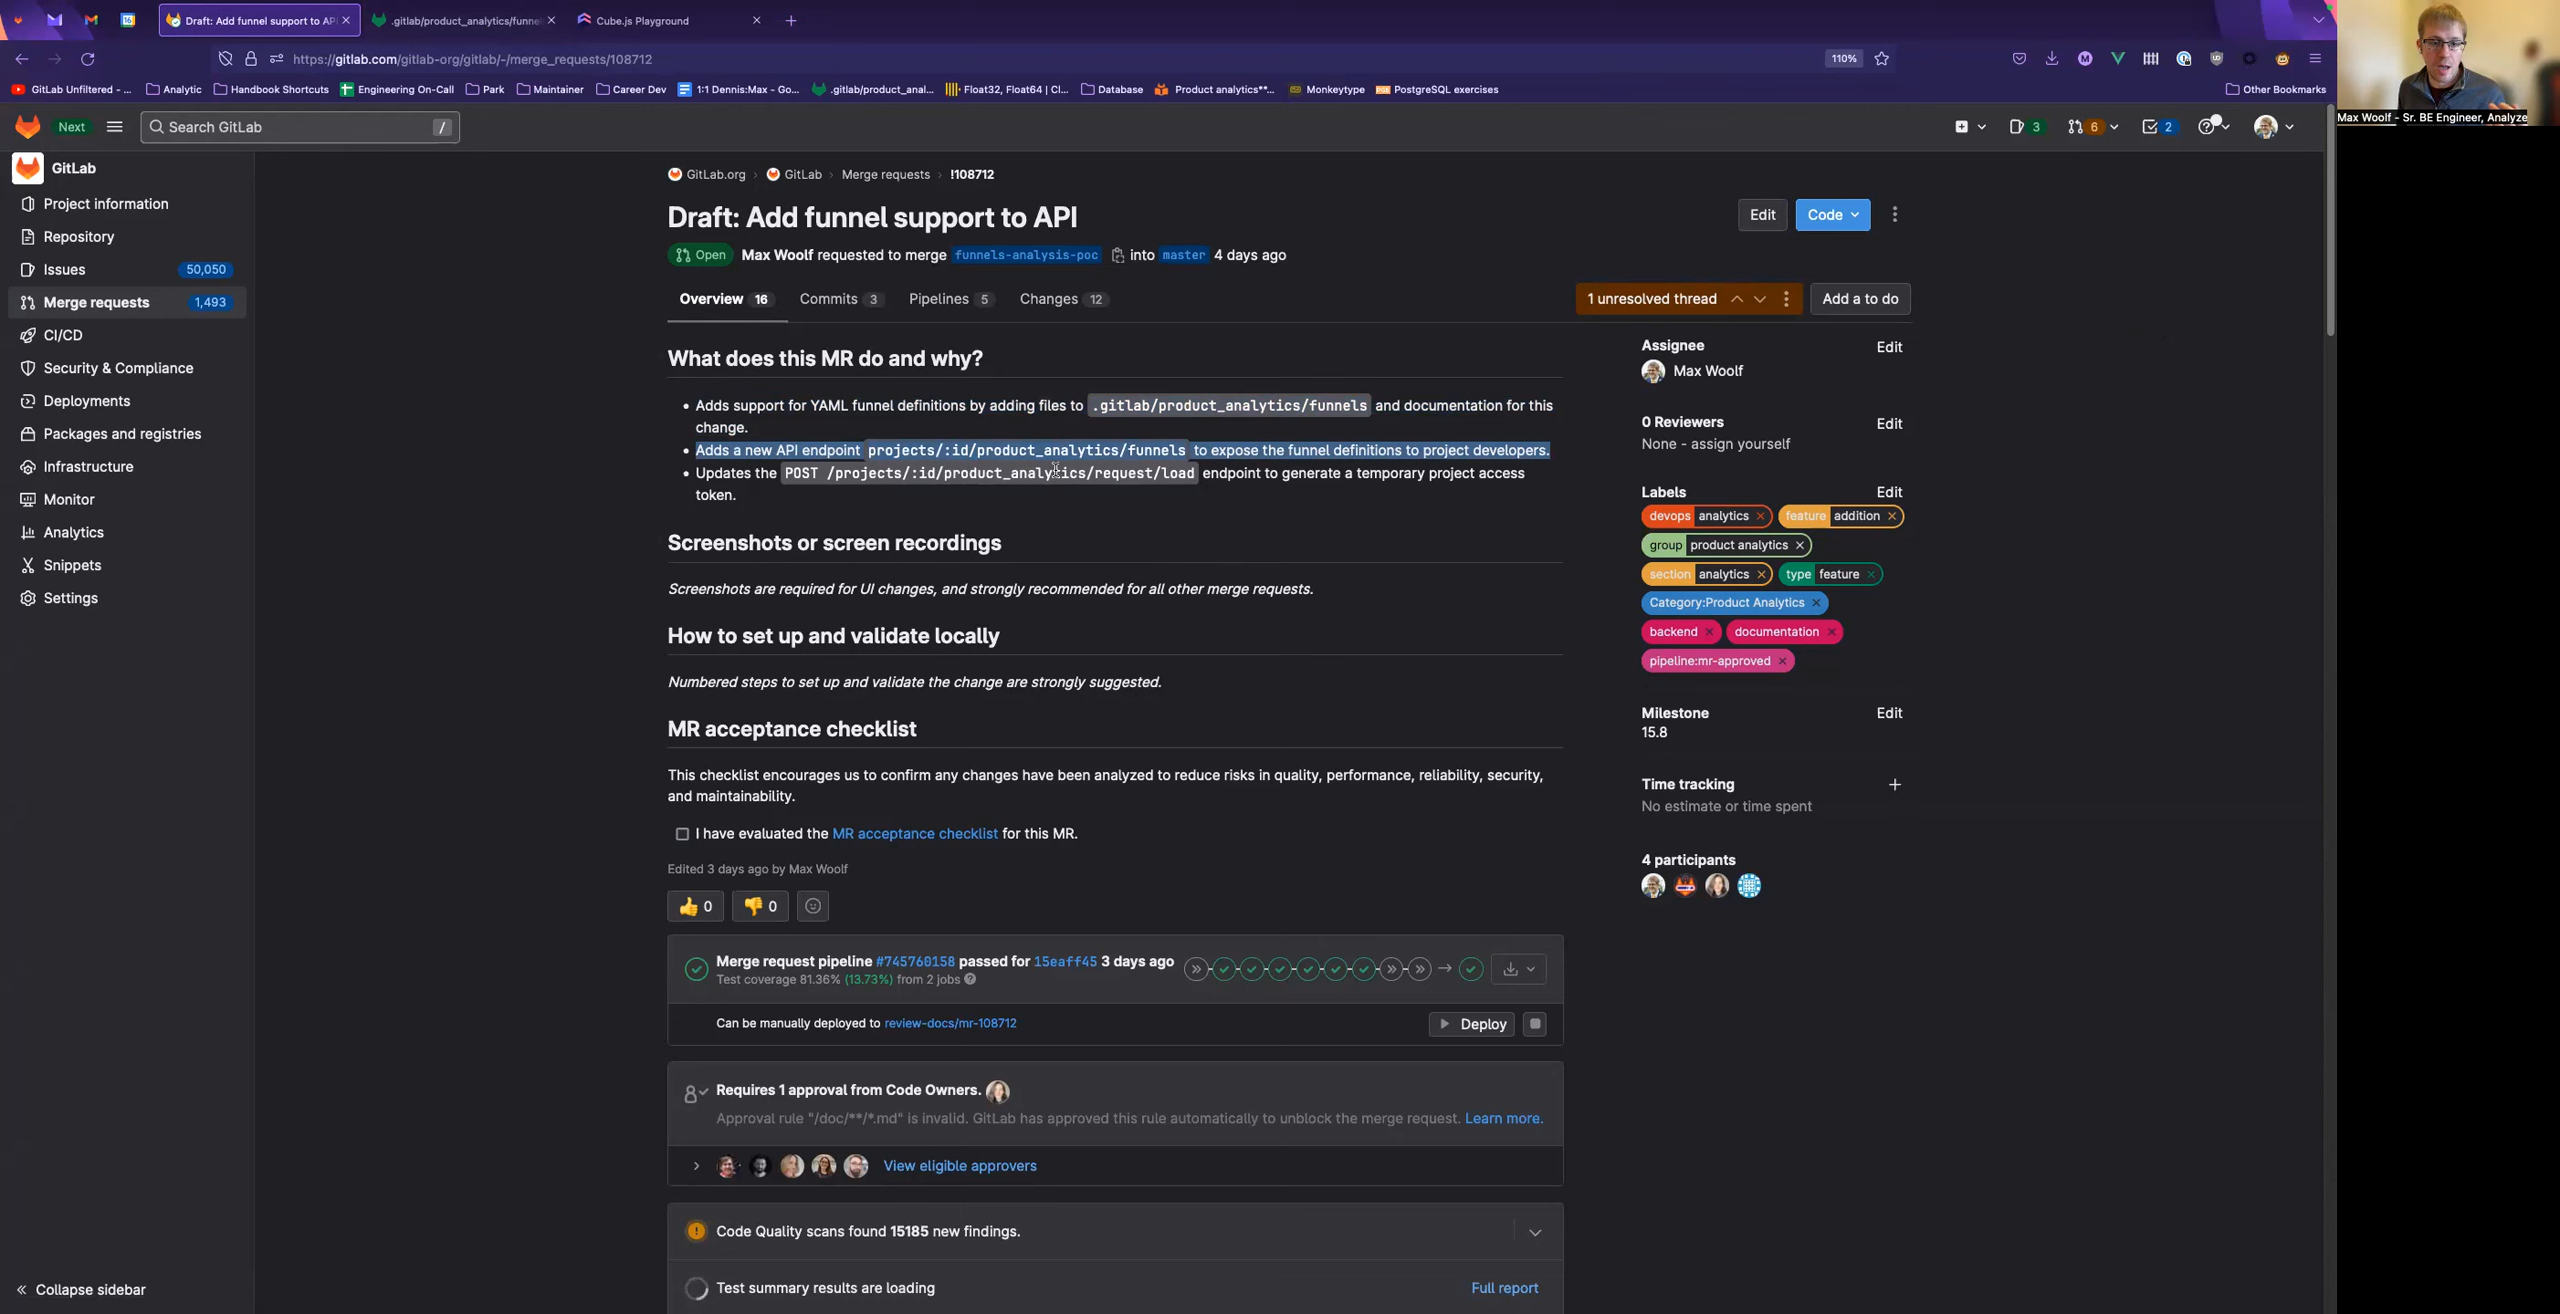 16
Draft: Add funnel support to API
.gitlab/product_analytics/funnel
Cube.js Playground
https://gitlab.com/gitlab-org/gitlab/-/merge_requests/108712
110%
GitLab Unfiltered - ...
Analytic
Handbook Shortcuts
Engineering On-Call
Park
Maintainer
Career Dev
1:1 Dennis:Max - Go...
.gitlab/product_anal...
Float32, Float64 | Cl...
Database
Product analytics**...
Monkeytype
PostgreSQL exercises
Other Bookmarks
Max Woolf - Sr. BE Engineer, Analyze
Next
Search GitLab
/
3
6
2
GitLab
Project information
Repository
Issues 50,050
Merge requests 1,493
CI/CD
Security & Compliance
Deployments
Packages and registries
Infrastructure
Monitor
Analytics
Snippets
Settings
Collapse sidebar
GitLab.org › GitLab › Merge requests › !108712
Draft: Add funnel support to API
Edit
Code
Open Max Woolf requested to merge funnels-analysis-poc into master 4 days ago
Overview 16 Commits 3 Pipelines 5 Changes 12
1 unresolved thread
Add a to do
What does this MR do and why?
• Adds support for YAML funnel definitions by adding files to .gitlab/product_analytics/funnels and documentation for this
change.
• Adds a new API endpoint projects/:id/product_analytics/funnels to expose the funnel definitions to project developers.
• Updates the POST /projects/:id/product_analytics/request/load endpoint to generate a temporary project access
token.
Screenshots or screen recordings
Screenshots are required for UI changes, and strongly recommended for all other merge requests.
How to set up and validate locally
Numbered steps to set up and validate the change are strongly suggested.
MR acceptance checklist
This checklist encourages us to confirm any changes have been analyzed to reduce risks in quality, performance, reliability, security,
and maintainability.
I have evaluated the MR acceptance checklist for this MR.
Edited 3 days ago by Max Woolf
👍 0
👎 0
Merge request pipeline #745760158 passed for 15eaff45 3 days ago
Test coverage 81.36% (13.73%) from 2 jobs
Can be manually deployed to review-docs/mr-108712
Deploy
Requires 1 approval from Code Owners.
Approval rule "/doc/**/*.md" is invalid. GitLab has approved this rule automatically to unblock the merge request. Learn more.
View eligible approvers
Code Quality scans found 15185 new findings.
Test summary results are loading
Full report
Assignee Edit
Max Woolf
0 Reviewers Edit
None - assign yourself
Labels Edit
devops analytics × feature addition ×
group product analytics ×
section analytics × type feature ×
Category:Product Analytics ×
backend × documentation ×
pipeline:mr-approved ×
Milestone Edit
15.8
Time tracking
No estimate or time spent
4 participants